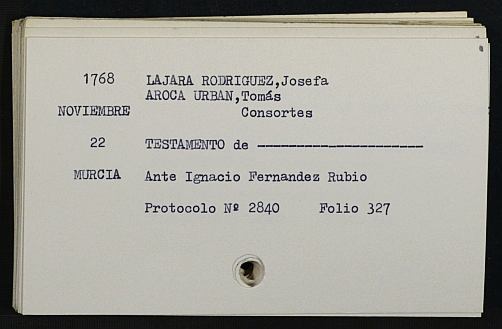 1768 LAJARA RODRIGUEZ,Josefa
AROCA URBAN,Tomás
NOVIEMBRE Consortes
22 TESTAMENTO de ---------------------
MURCIA Ante Ignacio Fernandez Rubio
Protocolo Nº 2840 Folio 327